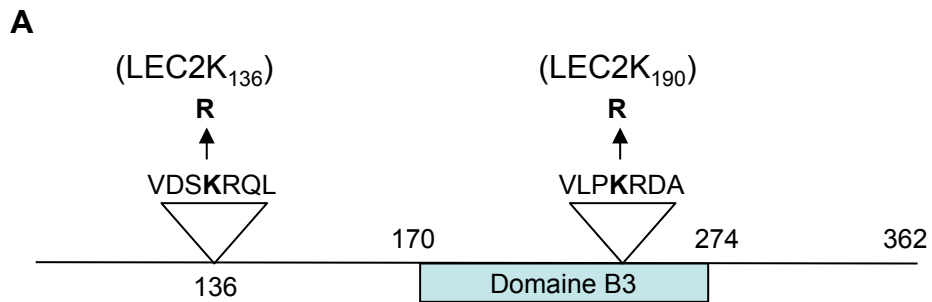 A
(LEC2K136) (LEC2K190)
R R
VDSKRQL VLPKRDA
170 274 362
136 Domaine B3